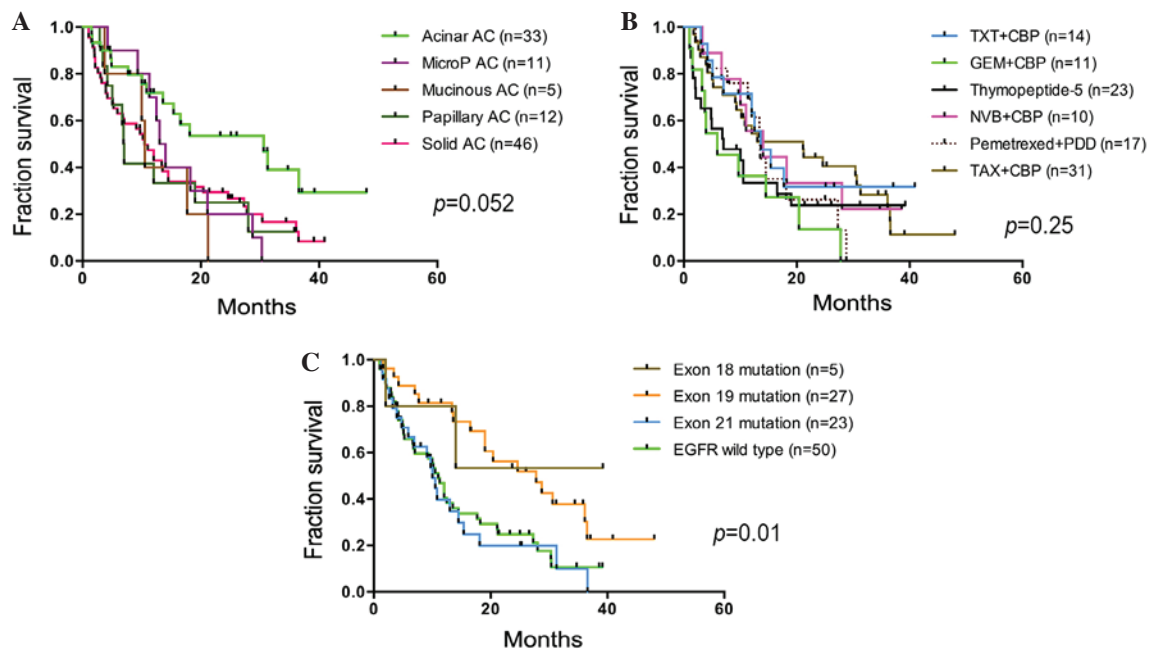 A
Fraction survival
1.0
0.8
0.6
0.4
0.2
0.0
0 20 40 60
Months
Acinar AC (n=33)
MicroP AC (n=11)
Mucinous AC (n=5)
Papillary AC (n=12)
Solid AC (n=46)
p=0.052
B
Fraction survival
1.0
0.8
0.6
0.4
0.2
0.0
0 20 40 60
Months
TXT+CBP (n=14)
GEM+CBP (n=11)
Thymopeptide-5 (n=23)
NVB+CBP (n=10)
Pemetrexed+PDD (n=17)
TAX+CBP (n=31)
p=0.25
C
Fraction survival
1.0
0.8
0.6
0.4
0.2
0.0
0 20 40 60
Months
Exon 18 mutation (n=5)
Exon 19 mutation (n=27)
Exon 21 mutation (n=23)
EGFR wild type (n=50)
p=0.01